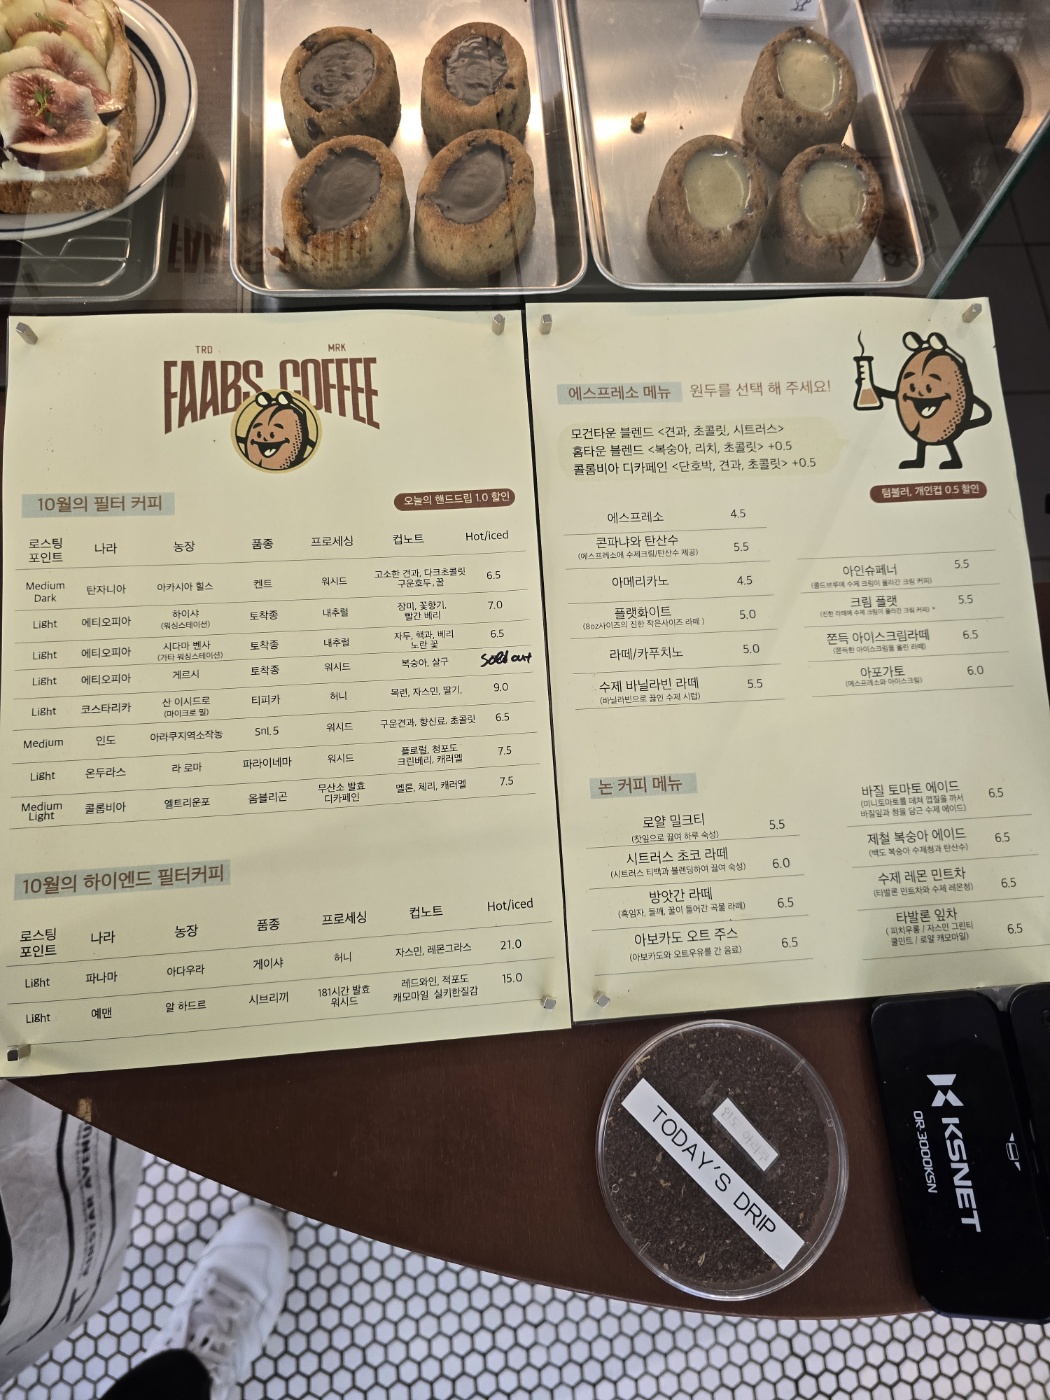 TRD MRK
FAABS COFFEE
10월의 필터 커피
오늘의 핸드드립 1.0 할인
로스팅 포인트 나라 농장 품종 프로세싱 컵노트 Hot/iced
Medium Dark 탄자니아 아카시아 힐스 켄트 워시드 고소한 견과, 다크초콜릿 구운호두, 꿀 6.5
Light 에티오피아 하이샤 (워싱스테이션) 토착종 내추럴 장미, 꽃향기, 빨간 베리 7.0
Light 에티오피아 시다마 벤사 (가타 워싱스테이션) 토착종 내추럴 자두, 핵과, 베리 노란 꽃 6.5
Light 에티오피아 게르시 토착종 워시드 복숭아, 살구 Sold out
Light 코스타리카 산 이시드로 (마이크로 밀) 티피카 허니 목련, 자스민, 딸기, 9.0
Medium 인도 아라쿠지역소작농 SnL5 워시드 구운견과, 향신료, 초콜릿 6.5
Light 온두라스 라 로마 파라이네마 워시드 플로럴, 청포도 크린베리, 캐러멜 7.5
Medium Light 콜롬비아 엘트리운포 옴블리곤 무산소 발효 디카페인 멜론, 체리, 캐러멜 7.5
10월의 하이엔드 필터커피
로스팅 포인트 나라 농장 품종 프로세싱 컵노트 Hot/iced
Light 파나마 아다우라 게이샤 허니 자스민, 레몬그라스 21.0
Light 예맨 알 하드르 시브리끼 181시간 발효 워시드 레드와인, 적포도 캐모마일 실키한질감 15.0
에스프레소 메뉴 원두를 선택 해 주세요!
모건타운 블렌드 <견과, 초콜릿, 시트러스>
홈타운 블렌드 <복숭아, 리치, 초콜릿> +0.5
콜롬비아 디카페인 <단호박, 견과, 초콜릿> +0.5
텀블러, 개인컵 0.5 할인
에스프레소 4.5
콘파냐와 탄산수 5.5
(에스프레소에 수제크림/탄산수 제공)
아메리카노 4.5
플랫화이트 5.0
(8oz사이즈의 진한 작은사이즈 라떼)
라떼/카푸치노 5.0
수제 바닐라빈 라떼 5.5
(바닐라빈으로 끓인 수제 시럽)
아인슈페너 5.5
(콜드브루에 수제 크림이 올라간 크림 커피)
크림 플랫 5.5
(진한 라떼에 수제 크림이 올라간 크림 커피)
쫀득 아이스크림라떼 6.5
(쫀득한 아이스크림을 올린 라떼)
아포가토 6.0
(에스프레소와 아이스크림)
논 커피 메뉴
로얄 밀크티 5.5
(찻잎으로 끓여 하루 숙성)
시트러스 초코 라떼 6.0
(시트러스 티백과 블렌딩하여 끓여 숙성)
방앗간 라떼 6.5
(흑임자, 들깨, 꿀이 들어간 곡물 라떼)
아보카도 오트 주스 6.5
(아보카도와 오트우유를 간 음료)
바질 토마토 에이드 6.5
(미니토마토를 데쳐 껍질을 까서
바질잎과 청을 담근 수제 에이드)
제철 복숭아 에이드 6.5
(백도 복숭아 수제청과 탄산수)
수제 레몬 민트차 6.5
(타발론 민트차와 수제 레몬청)
타발론 잎차 6.5
(피치우롱 / 자스민 그린티
쿨민트 / 로얄 캐모마일)
TODAY'S DRIP
KSNET
QR 3000KSN